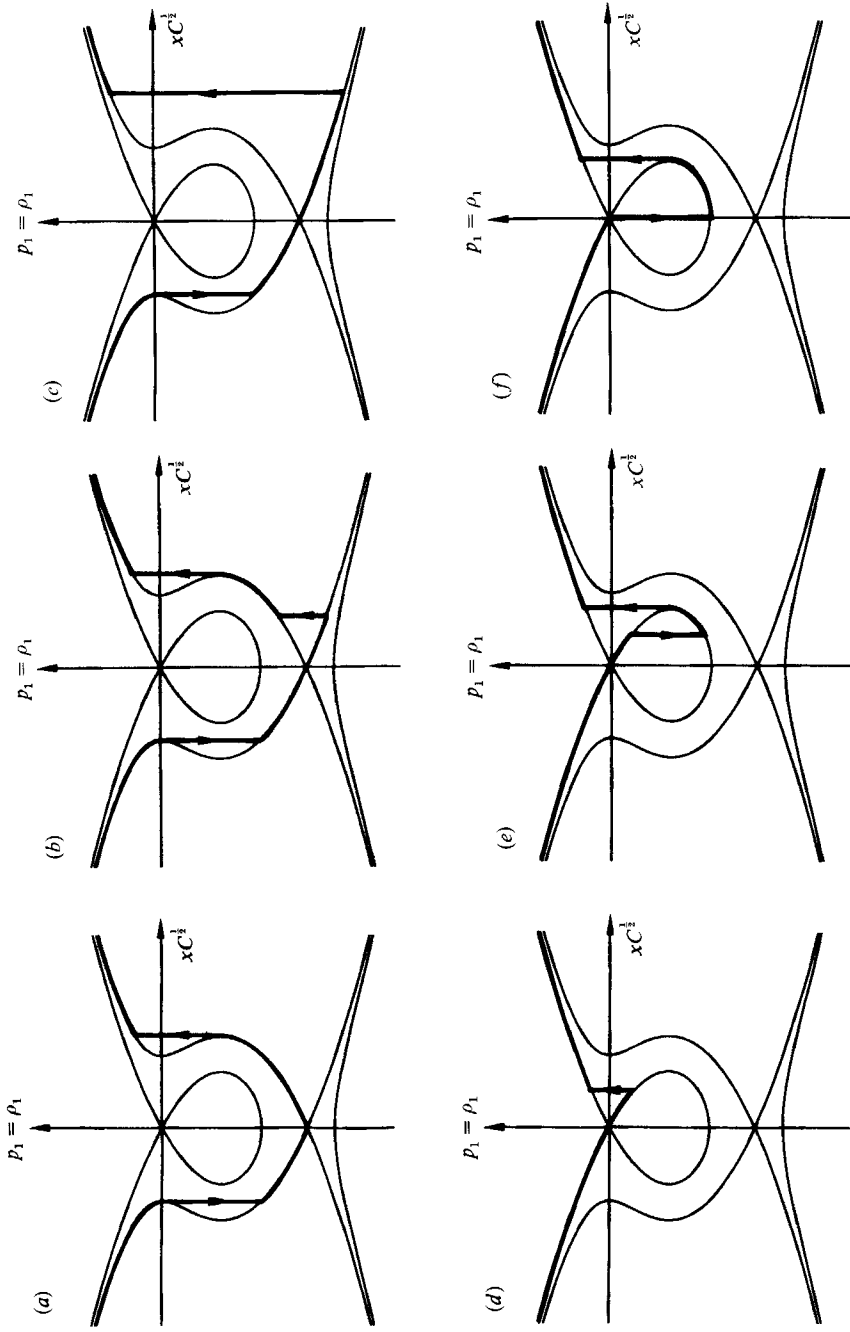 (a)
p₁ = ρ₁
xC^½
(b)
p₁ = ρ₁
xC^½
(c)
p₁ = ρ₁
xC^½
(d)
p₁ = ρ₁
xC^½
(e)
p₁ = ρ₁
xC^½
(f)
p₁ = ρ₁
xC^½